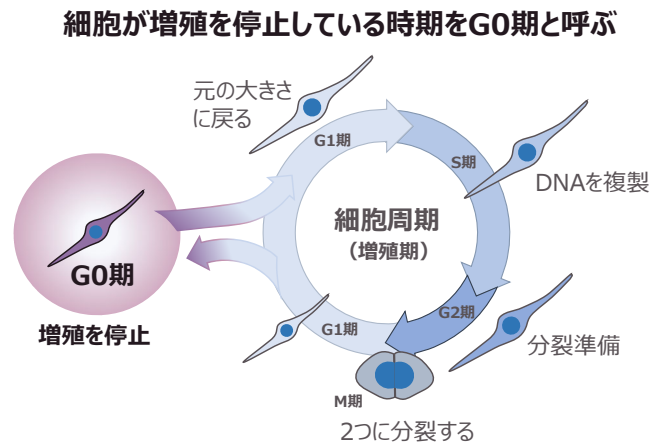 細胞が増殖を停止している時期をG0期と呼ぶ
元の大きさ
に戻る
G1期
S期
DNAを複製
細胞周期
（増殖期）
G0期
増殖を停止
G1期
G2期
分裂準備
M期
2つに分裂する